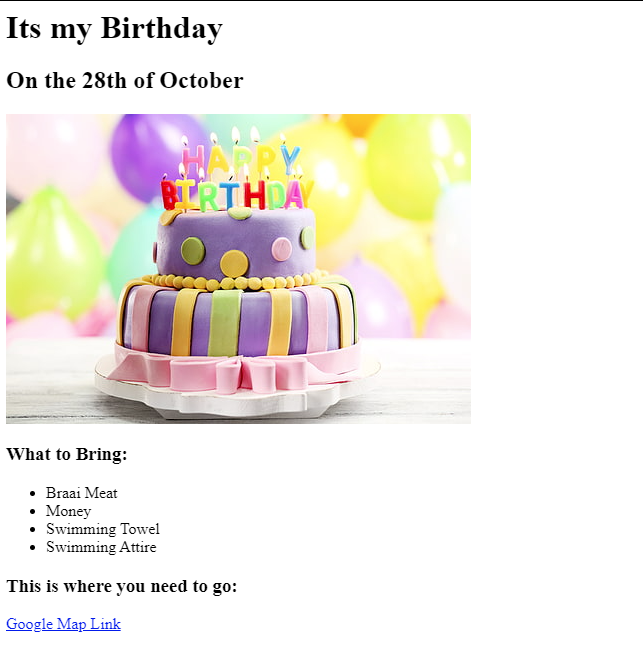 Its my Birthday
On the 28th of October
HAPPY
BIRTHDAY
What to Bring:
Braai Meat
Money
Swimming Towel
Swimming Attire
This is where you need to go:
Google Map Link